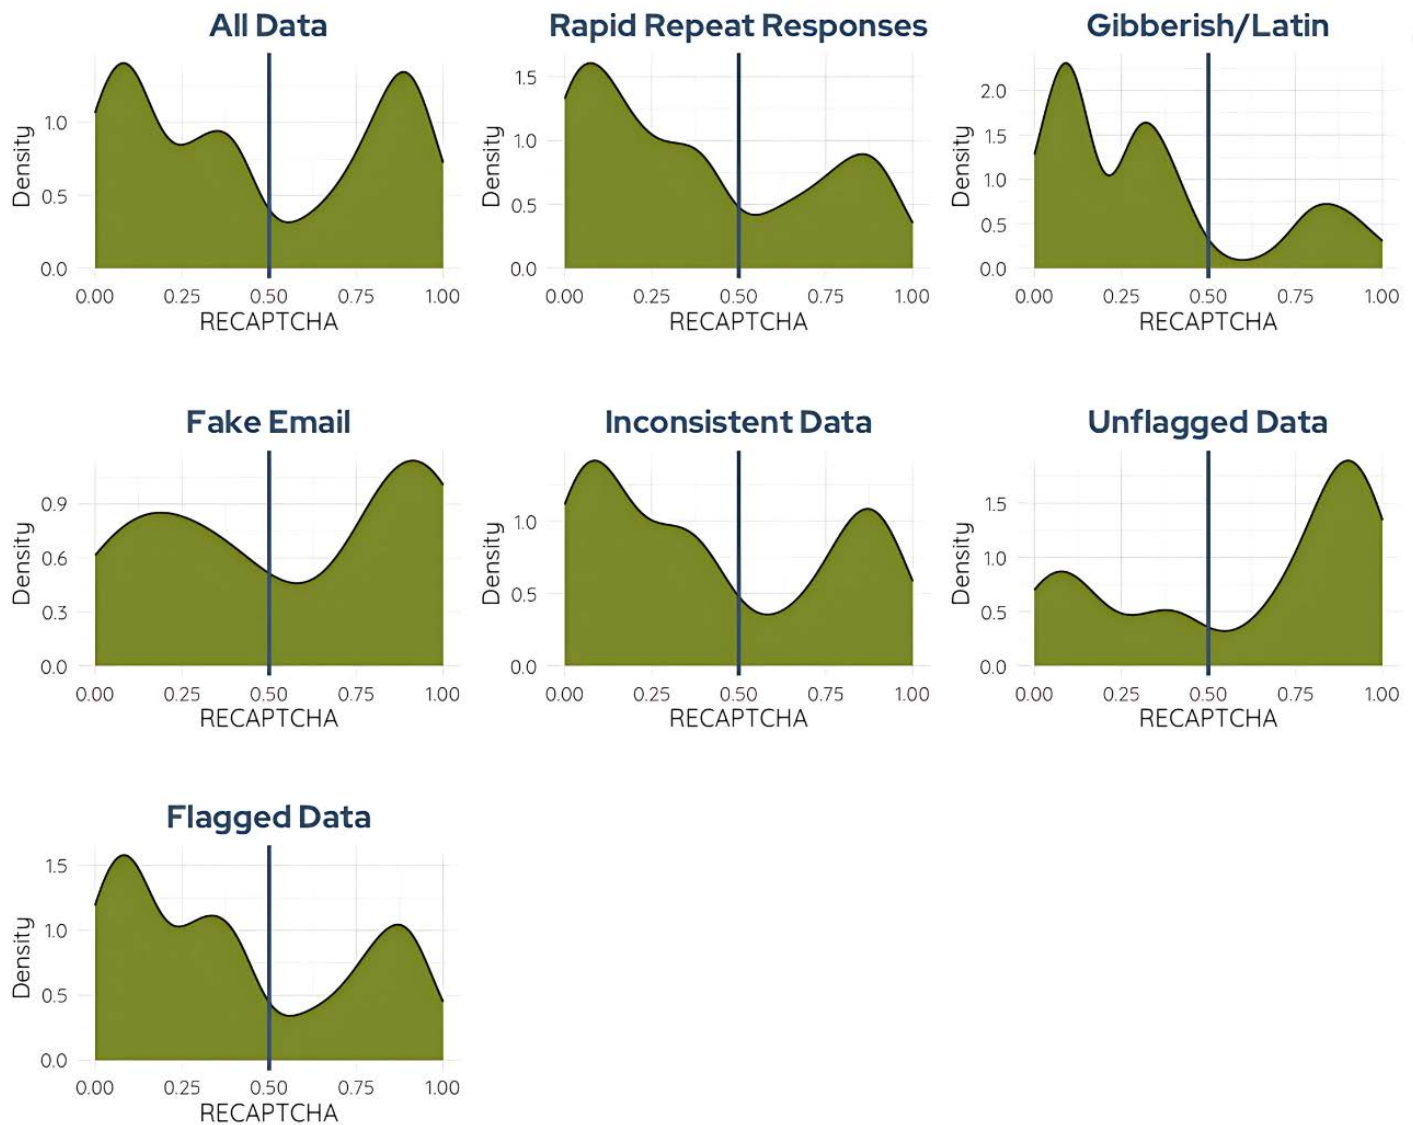 All Data
Rapid Repeat Responses
Gibberish/Latin
Density
1.0
0.5
0.0
0.00 0.25 0.50 0.75 1.00
RECAPTCHA
Density
1.5
1.0
0.5
0.0
0.00 0.25 0.50 0.75 1.00
RECAPTCHA
Density
2.0
1.5
1.0
0.5
0.0
0.00 0.25 0.50 0.75 1.00
RECAPTCHA
Fake Email
Inconsistent Data
Unflagged Data
Density
0.9
0.6
0.3
0.0
0.00 0.25 0.50 0.75 1.00
RECAPTCHA
Density
1.0
0.5
0.0
0.00 0.25 0.50 0.75 1.00
RECAPTCHA
Density
1.5
1.0
0.5
0.0
0.00 0.25 0.50 0.75 1.00
RECAPTCHA
Flagged Data
Density
1.5
1.0
0.5
0.0
0.00 0.25 0.50 0.75 1.00
RECAPTCHA